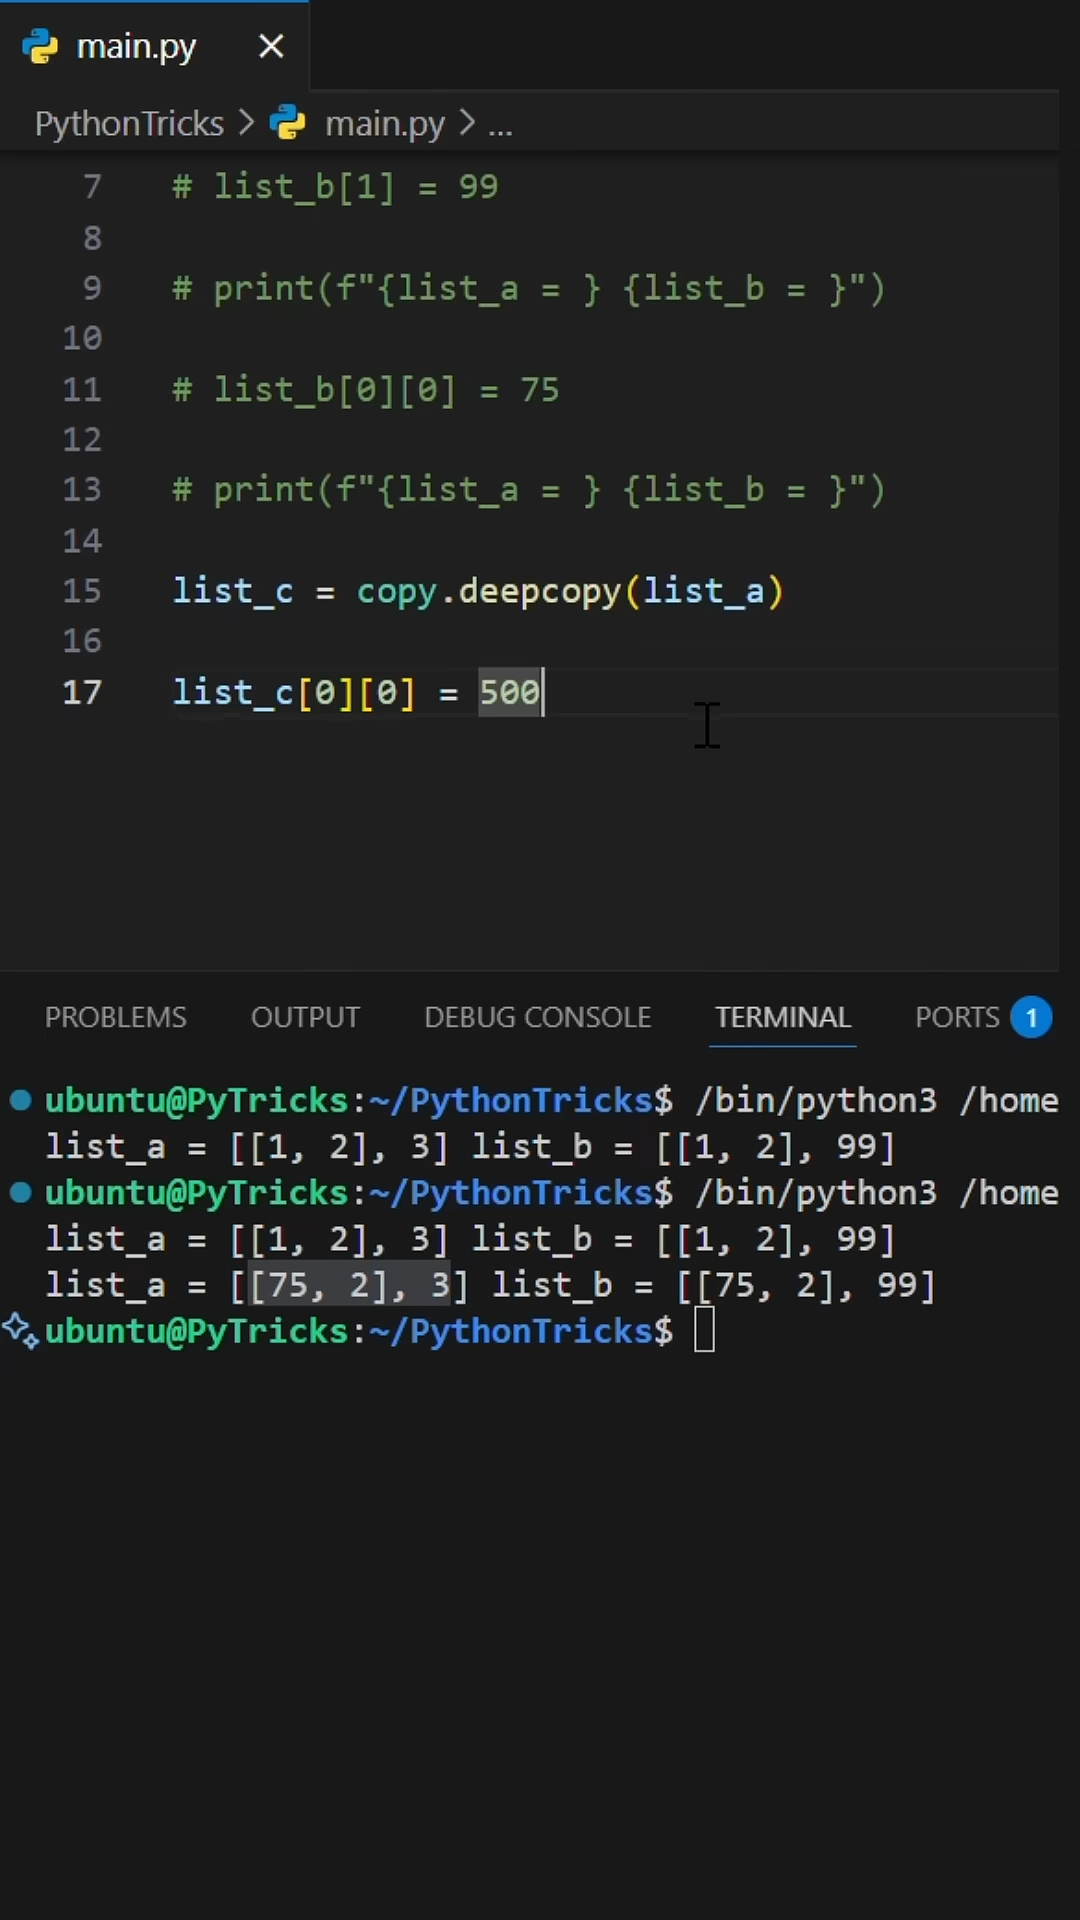 main.py
PythonTricks > main.py > ...
7 # list_b[1] = 99
8
9 # print(f"{list_a = } {list_b = }")
10
11 # list_b[0][0] = 75
12
13 # print(f"{list_a = } {list_b = }")
14
15 list_c = copy.deepcopy(list_a)
16
17 list_c[0][0] = 500
PROBLEMS OUTPUT DEBUG CONSOLE TERMINAL PORTS 1
ubuntu@PyTricks:~/PythonTricks$ /bin/python3 /home
list_a = [[1, 2], 3] list_b = [[1, 2], 99]
ubuntu@PyTricks:~/PythonTricks$ /bin/python3 /home
list_a = [[1, 2], 3] list_b = [[1, 2], 99]
list_a = [[75, 2], 3] list_b = [[75, 2], 99]
ubuntu@PyTricks:~/PythonTricks$